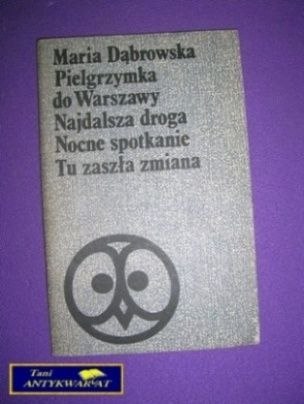 Maria Dąbrowska
Pielgrzymka
do Warszawy
Najdalsza droga
Nocne spotkanie
Tu zaszła zmiana
Tani
ANTYKWARIAT